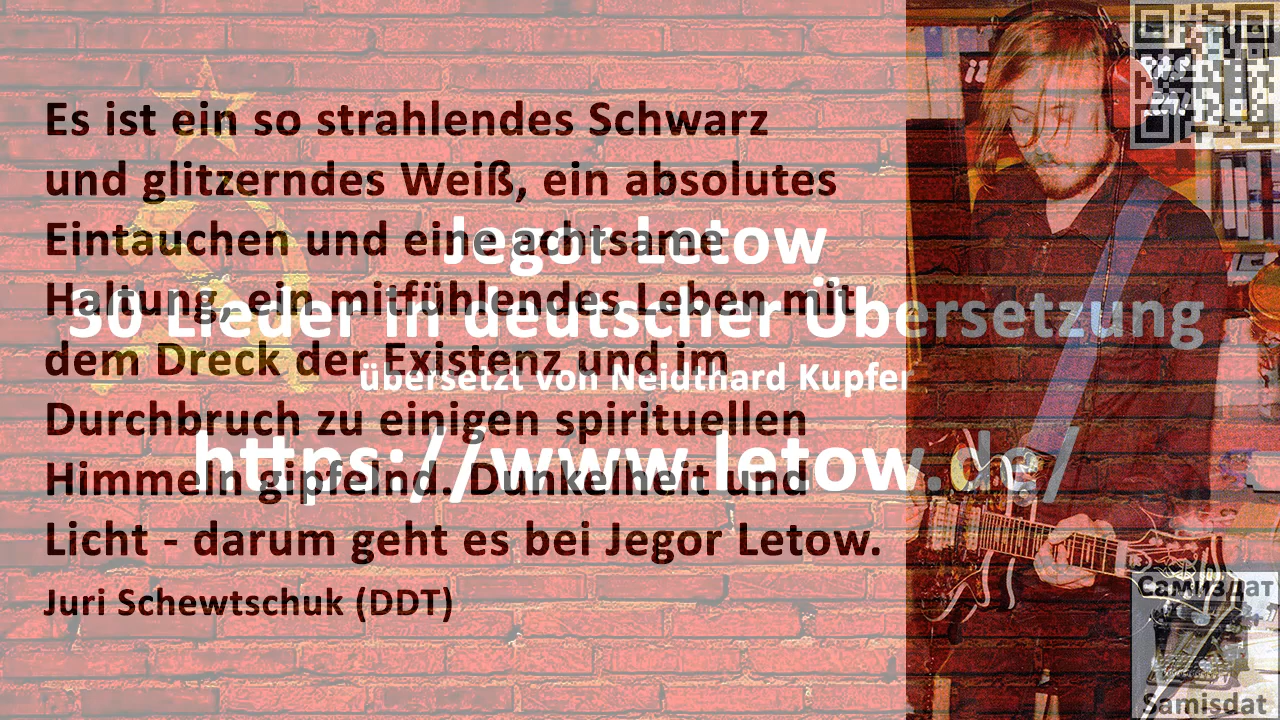 Es ist ein so strahlendes Schwarz
und glitzerndes Weiß, ein absolutes
Eintauchen und eine achtsame
Haltung, ein mitfühlendes Leben mit
dem Dreck der Existenz und im
Durchbruch zu einigen spirituellen
Himmeln gipfelnd. Dunkelheit und
Licht - darum geht es bei Jegor Letow.
Juri Schewtschuk (DDT)
Jegor Letow
30 Lieder in deutscher Übersetzung
übersetzt von Neidthard Kupfer
https://www.letow.de/
Самиздат
Samisdat